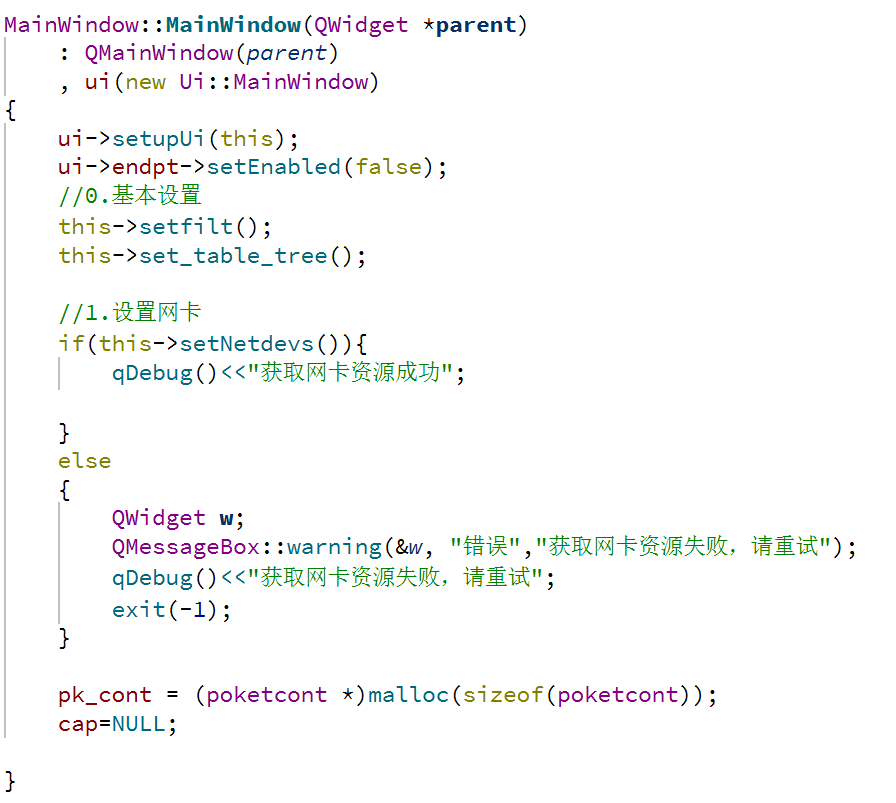 MainWindow::MainWindow(QWidget *parent)
    : QMainWindow(parent)
    , ui(new Ui::MainWindow)
{
    ui->setupUi(this);
    ui->endpt->setEnabled(false);
    //0.基本设置
    this->setfilt();
    this->set_table_tree();

    //1.设置网卡
    if(this->setNetdevs()){
        qDebug()<<"获取网卡资源成功";

    }
    else
    {
        QWidget w;
        QMessageBox::warning(&w, "错误","获取网卡资源失败，请重试");
        qDebug()<<"获取网卡资源失败，请重试";
        exit(-1);
    }

    pk_cont = (poketcont *)malloc(sizeof(poketcont));
    cap=NULL;

}